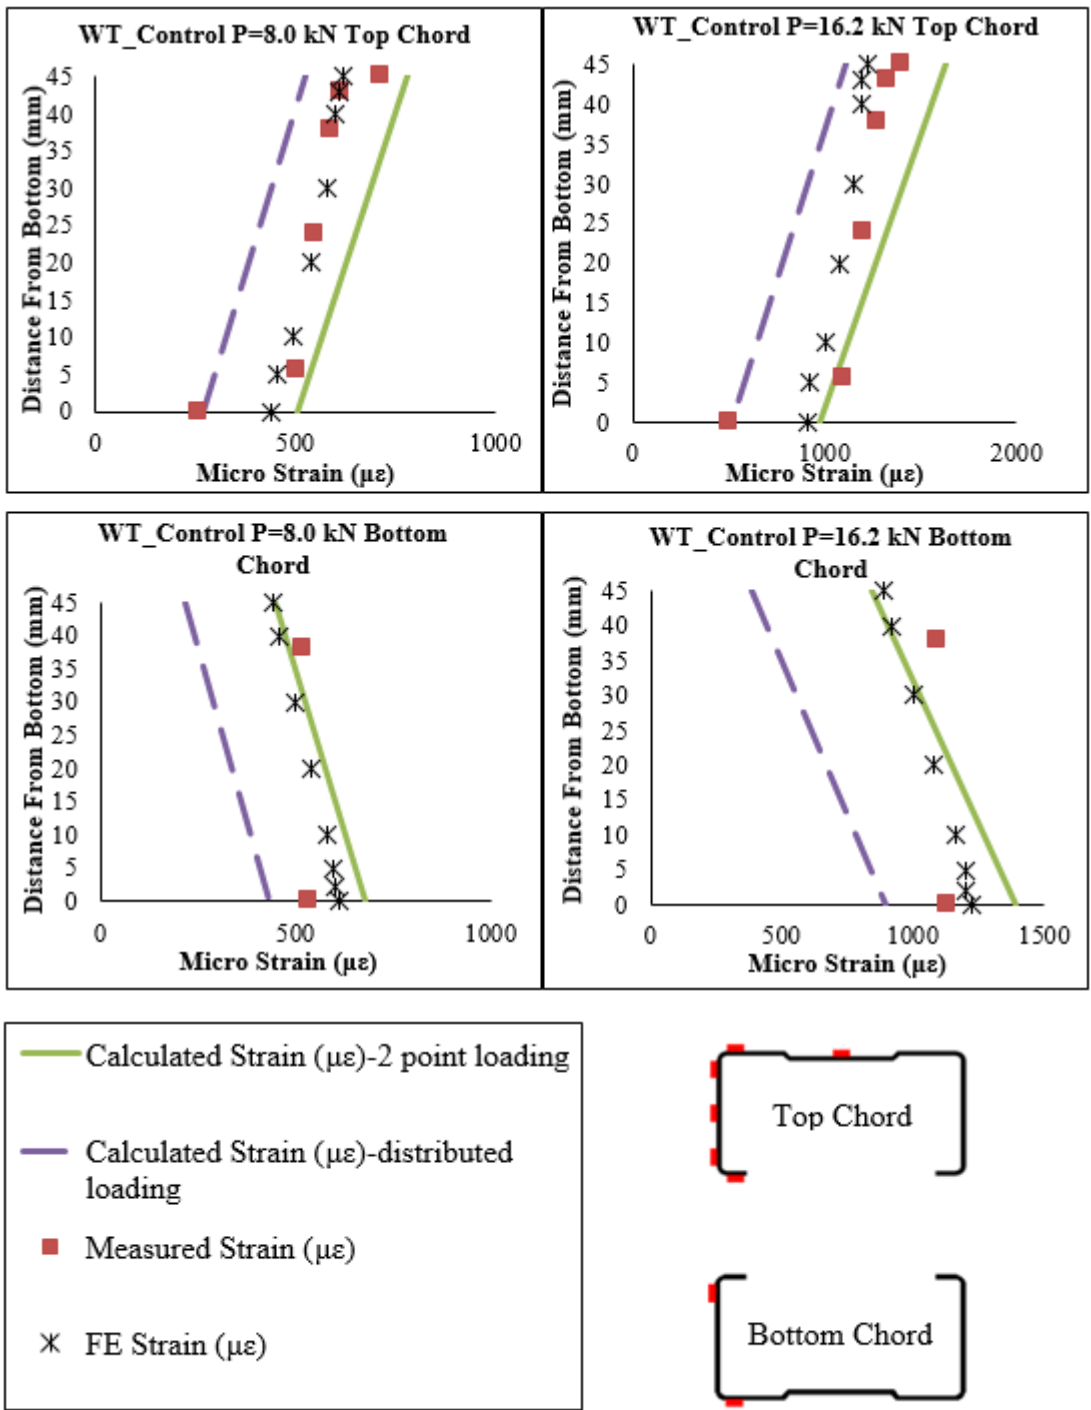 WT_Control P=8.0 kN Top Chord
Distance From Bottom (mm)
45
40
35
30
25
20
15
10
5
0
0
500
1000
Micro Strain (με)
WT_Control P=16.2 kN Top Chord
Distance From Bottom (mm)
45
40
35
30
25
20
15
10
5
0
0
1000
2000
Micro Strain (με)
WT_Control P=8.0 kN Bottom
Chord
Distance From Bottom (mm)
45
40
35
30
25
20
15
10
5
0
0
500
1000
Micro Strain (με)
WT_Control P=16.2 kN Bottom
Chord
Distance From Bottom (mm)
45
40
35
30
25
20
15
10
5
0
0
500
1000
1500
Micro Strain (με)
Calculated Strain (με)-2 point loading
Calculated Strain (με)-distributed
loading
Measured Strain (με)
FE Strain (με)
Top Chord
Bottom Chord